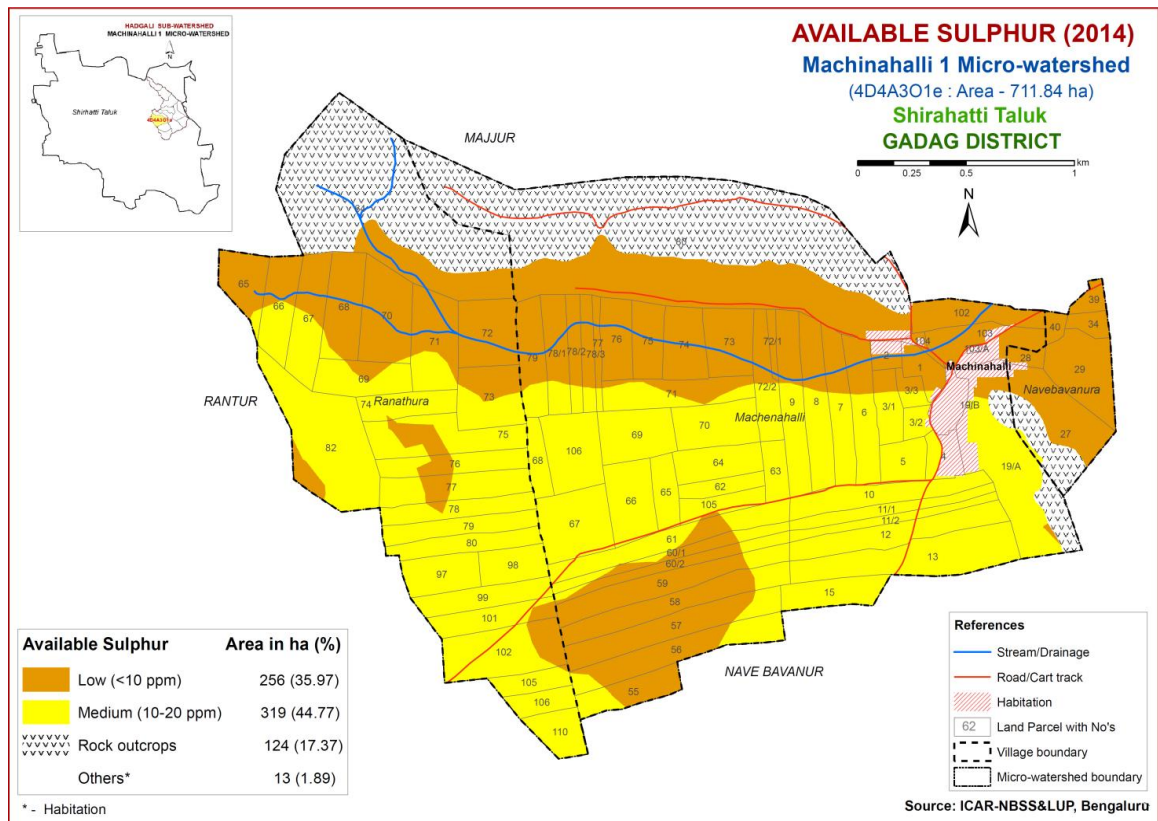 HADGALI SUB-WATERSHED
MACHINAHALLI 1 MICRO-WATERSHED
N
Shirhatti Taluk
4D4A3O1e
AVAILABLE SULPHUR (2014)
Machinahalli 1 Micro-watershed
(4D4A3O1e : Area - 711.84 ha)
Shirahatti Taluk
GADAG DISTRICT
km
0 0.25 0.5 1
N
MAJJUR
65 66 67 68 70 71 72 79 78/1 78/2 77 78/3 76 75 74 73 72/1 2 104 102 103 103/A 40 39 34
1 Machinahalli 28 29
69 74 Ranathura 73 71 72/2 9 8 7 6 3/1 3/3 3/2 19/B Navebavanura
RANTUR
Machenahalli
82 75 68 106 69 70 64 63 5 4 19/A 27
76 77 78 79 80 66 65 62 105 10
67 61 11/1
60/1 11/2
60/2 12
97 98 59 13
99 58 15
101 57
102 56
NAVE BAVANUR
105 55
106
110
Available Sulphur Area in ha (%)
Low (<10 ppm) 256 (35.97)
Medium (10-20 ppm) 319 (44.77)
Rock outcrops 124 (17.37)
Others* 13 (1.89)
* - Habitation
References
Stream/Drainage
Road/Cart track
Habitation
62 Land Parcel with No's
Village boundary
Micro-watershed boundary
Source: ICAR-NBSS&LUP, Bengaluru